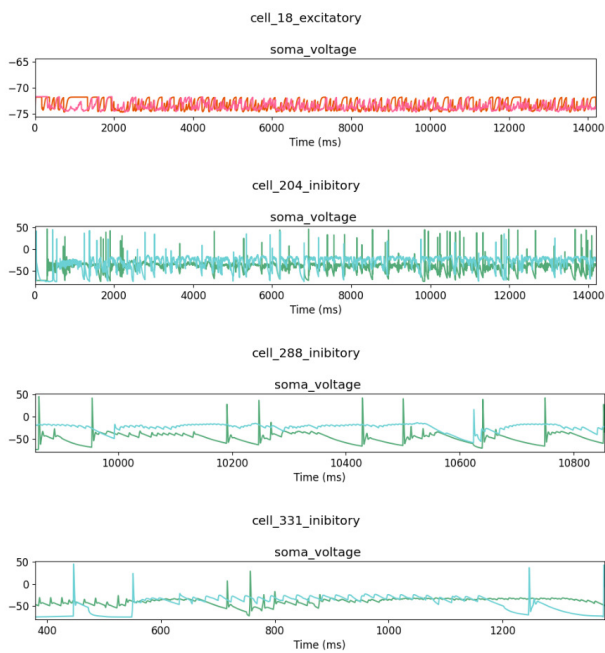 cell_18_excitatory
soma_voltage
−65
−70
−75
0 2000 4000 6000 8000 10000 12000 14000
Time (ms)
cell_204_inibitory
soma_voltage
50
0
−50
0 2000 4000 6000 8000 10000 12000 14000
Time (ms)
cell_288_inibitory
soma_voltage
50
0
−50
10000 10200 10400 10600 10800
Time (ms)
cell_331_inibitory
soma_voltage
50
0
−50
400 600 800 1000 1200
Time (ms)